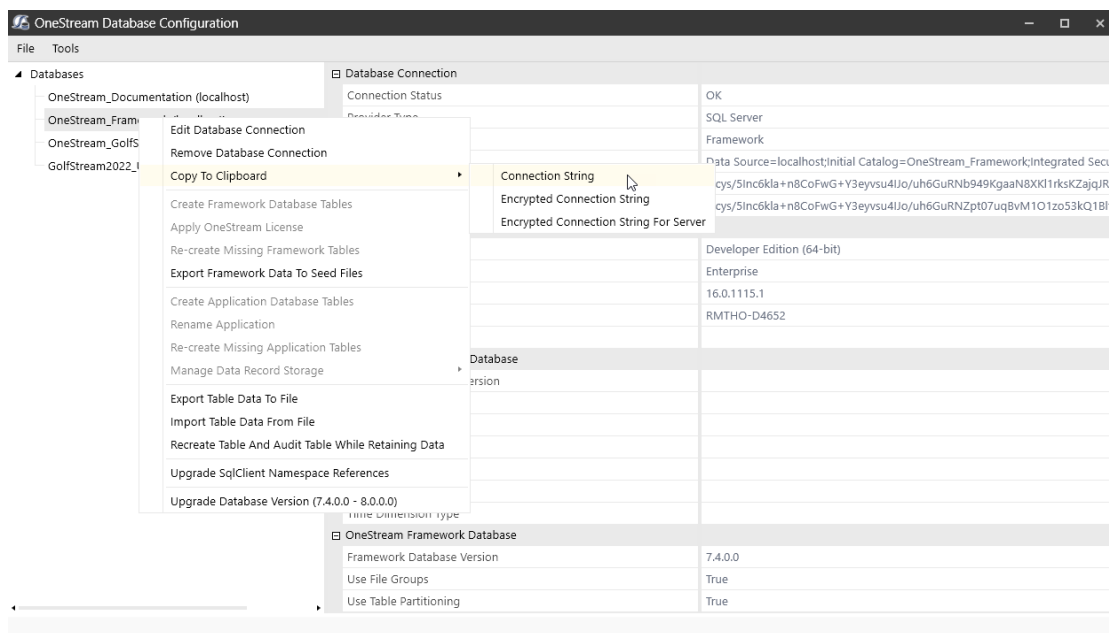 OneStream Database Configuration
File Tools
Databases
OneStream_Documentation (localhost)
OneStream_Fram
OneStream_GolfS
GolfStream2022_
Edit Database Connection
Remove Database Connection
Copy To Clipboard
Create Framework Database Tables
Apply OneStream License
Re-create Missing Framework Tables
Export Framework Data To Seed Files
Create Application Database Tables
Rename Application
Re-create Missing Application Tables
Manage Data Record Storage
Export Table Data To File
Import Table Data From File
Recreate Table And Audit Table While Retaining Data
Upgrade SqlClient Namespace References
Upgrade Database Version (7.4.0.0 - 8.0.0.0)
Connection String
Encrypted Connection String
Encrypted Connection String For Server
Database Connection
Connection Status OK
Provider Type SQL Server
Framework
Data Source=localhost;Initial Catalog=OneStream_Framework;Integrated Secu
Developer Edition (64-bit)
Enterprise
16.0.1115.1
RMTHO-D4652
Database
ersion
Time Dimension Type
OneStream Framework Database
Framework Database Version 7.4.0.0
Use File Groups True
Use Table Partitioning True